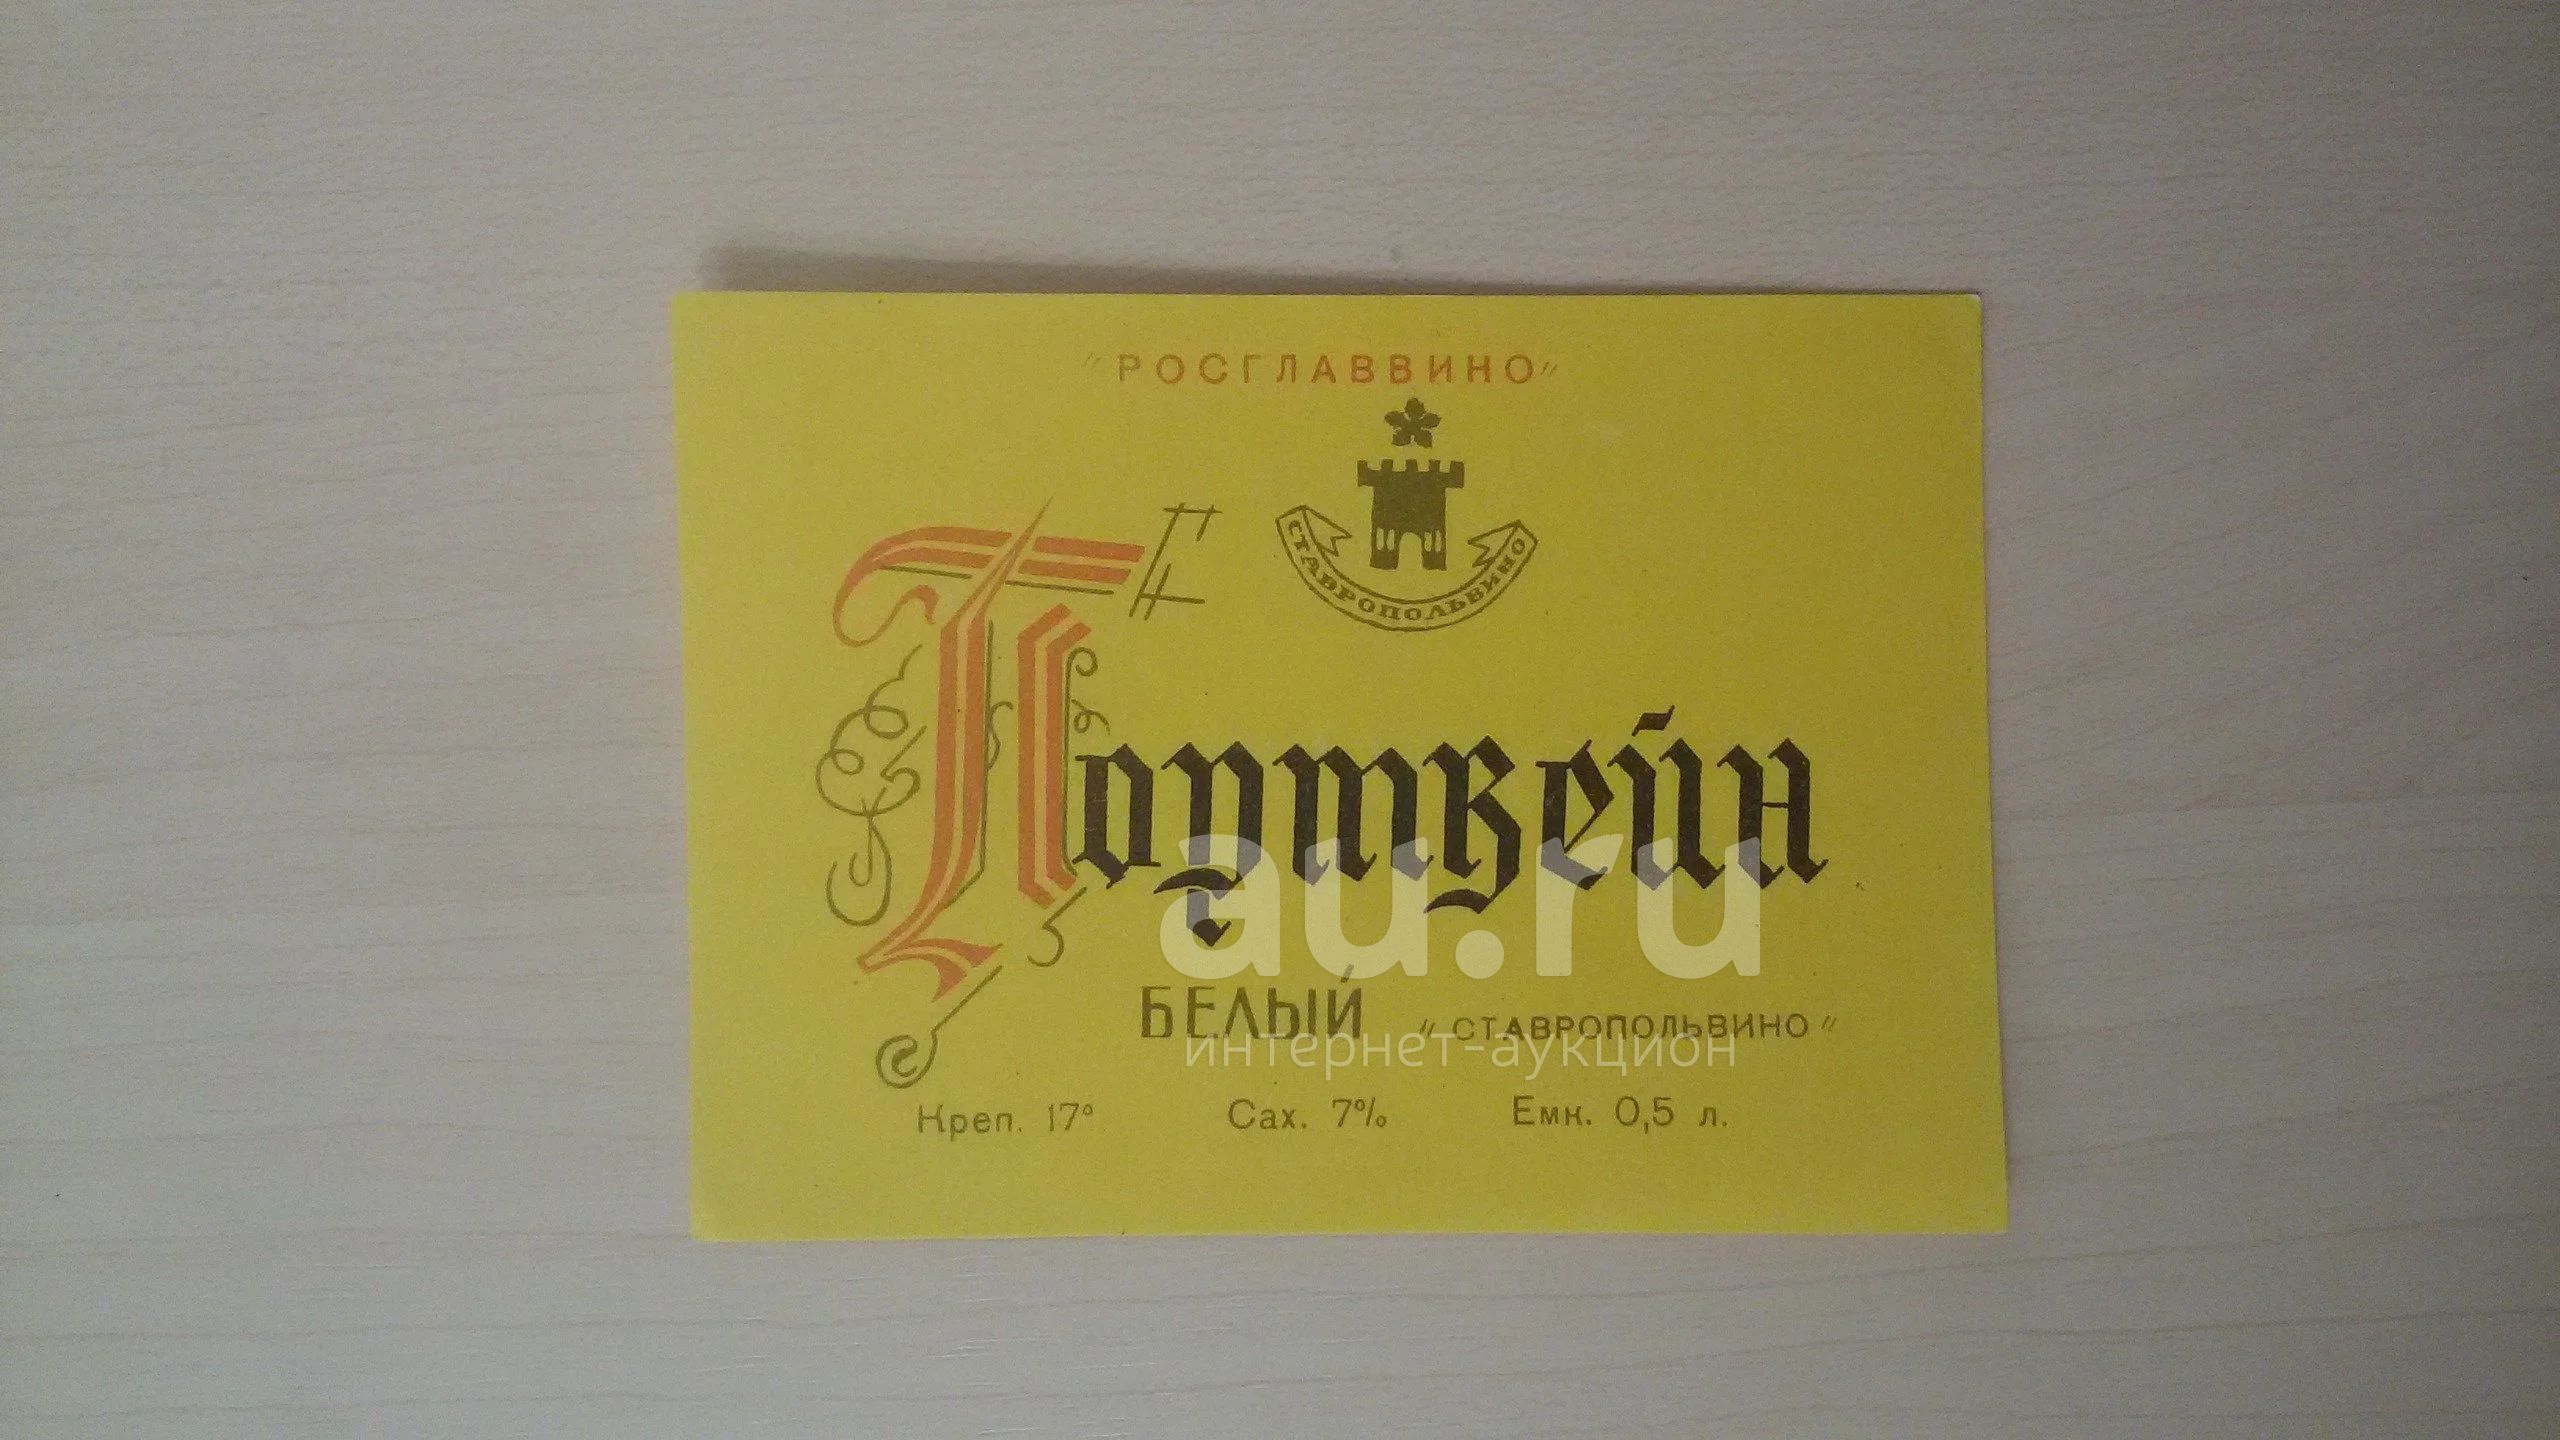 "РОСГЛАВВИНО"
СТАВРОПОЛЬВИНО
Портвейн
au.ru
БЕЛЫЙ "СТАВРОПОЛЬВИНО"
интернет-аукцион
Креп. 17° Сах. 7% Емк. 0,5 л.